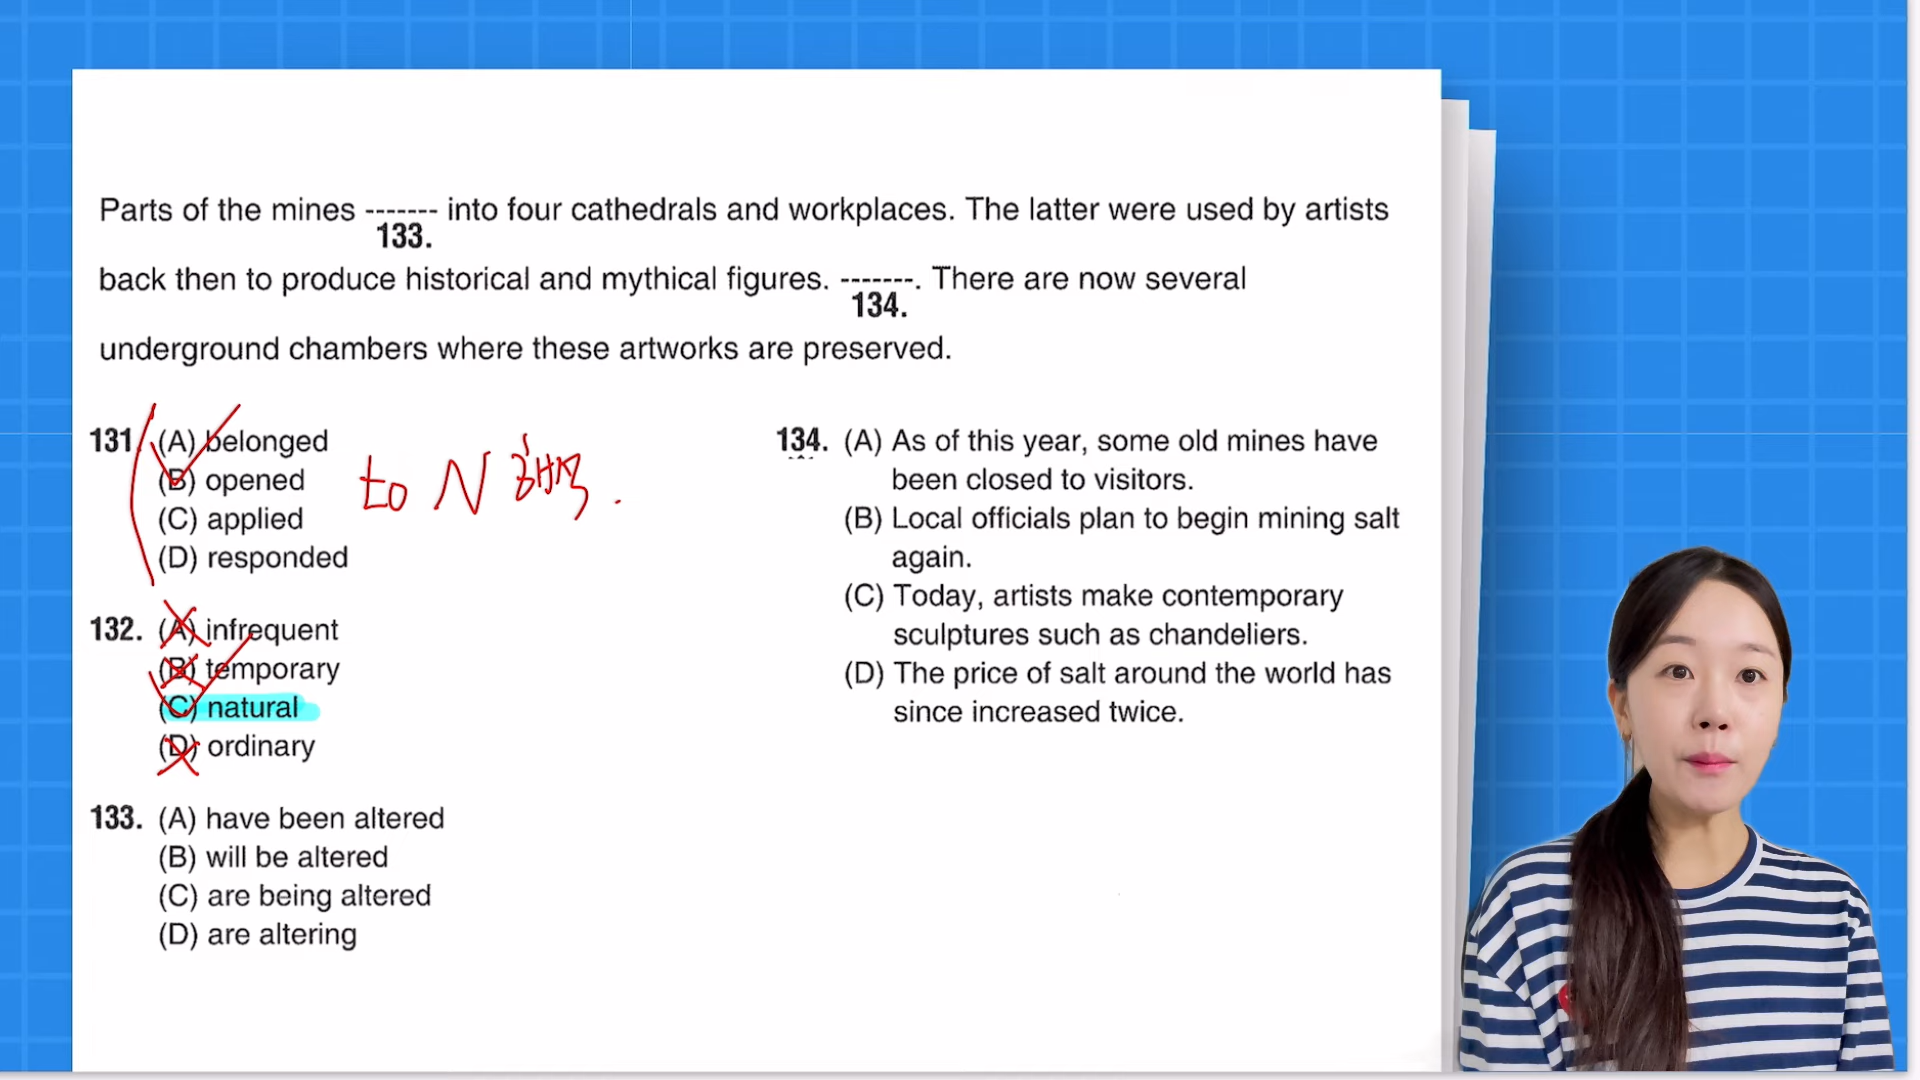 Parts of the mines ------- into four cathedrals and workplaces. The latter were used by artists
133.
back then to produce historical and mythical figures. -------. There are now several
134.
underground chambers where these artworks are preserved.
131. (A) belonged
(B) opened
(C) applied
(D) responded
to N
132. (A) infrequent
(B) temporary
(C) natural
(D) ordinary
133. (A) have been altered
(B) will be altered
(C) are being altered
(D) are altering
134. (A) As of this year, some old mines have
been closed to visitors.
(B) Local officials plan to begin mining salt
again.
(C) Today, artists make contemporary
sculptures such as chandeliers.
(D) The price of salt around the world has
since increased twice.